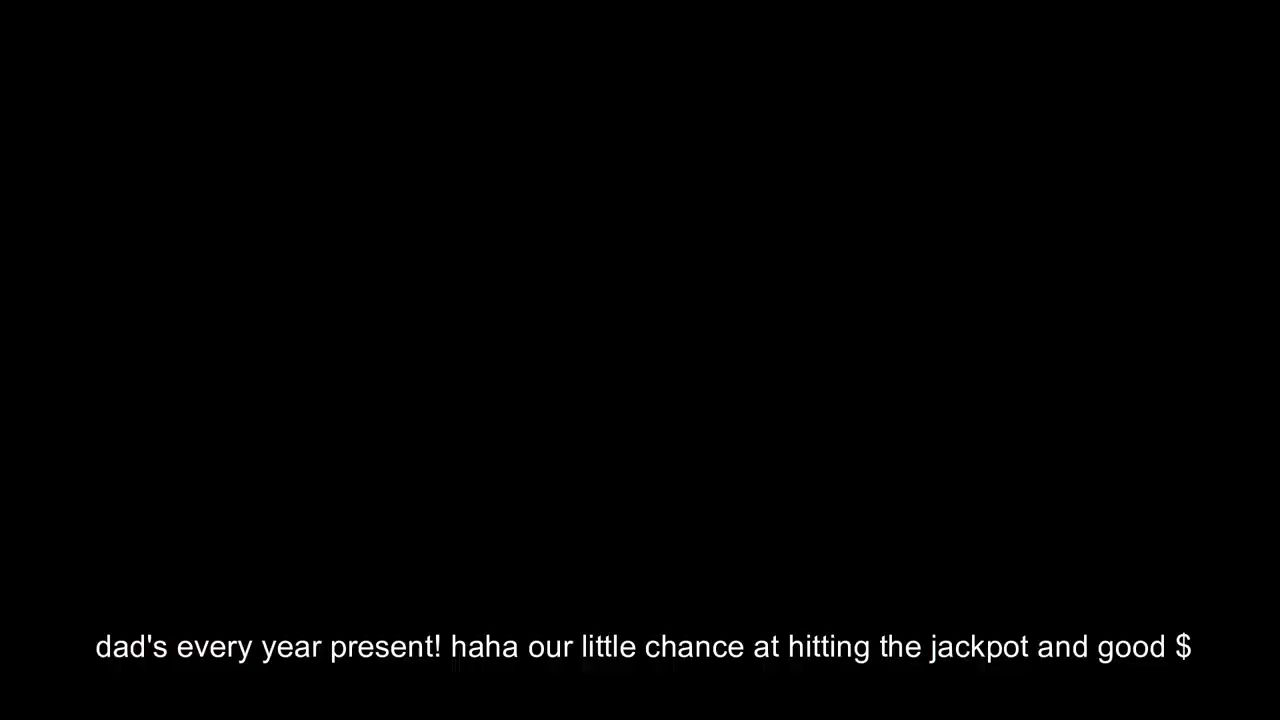 dad's every year present! haha our little chance at hitting the jackpot and good $